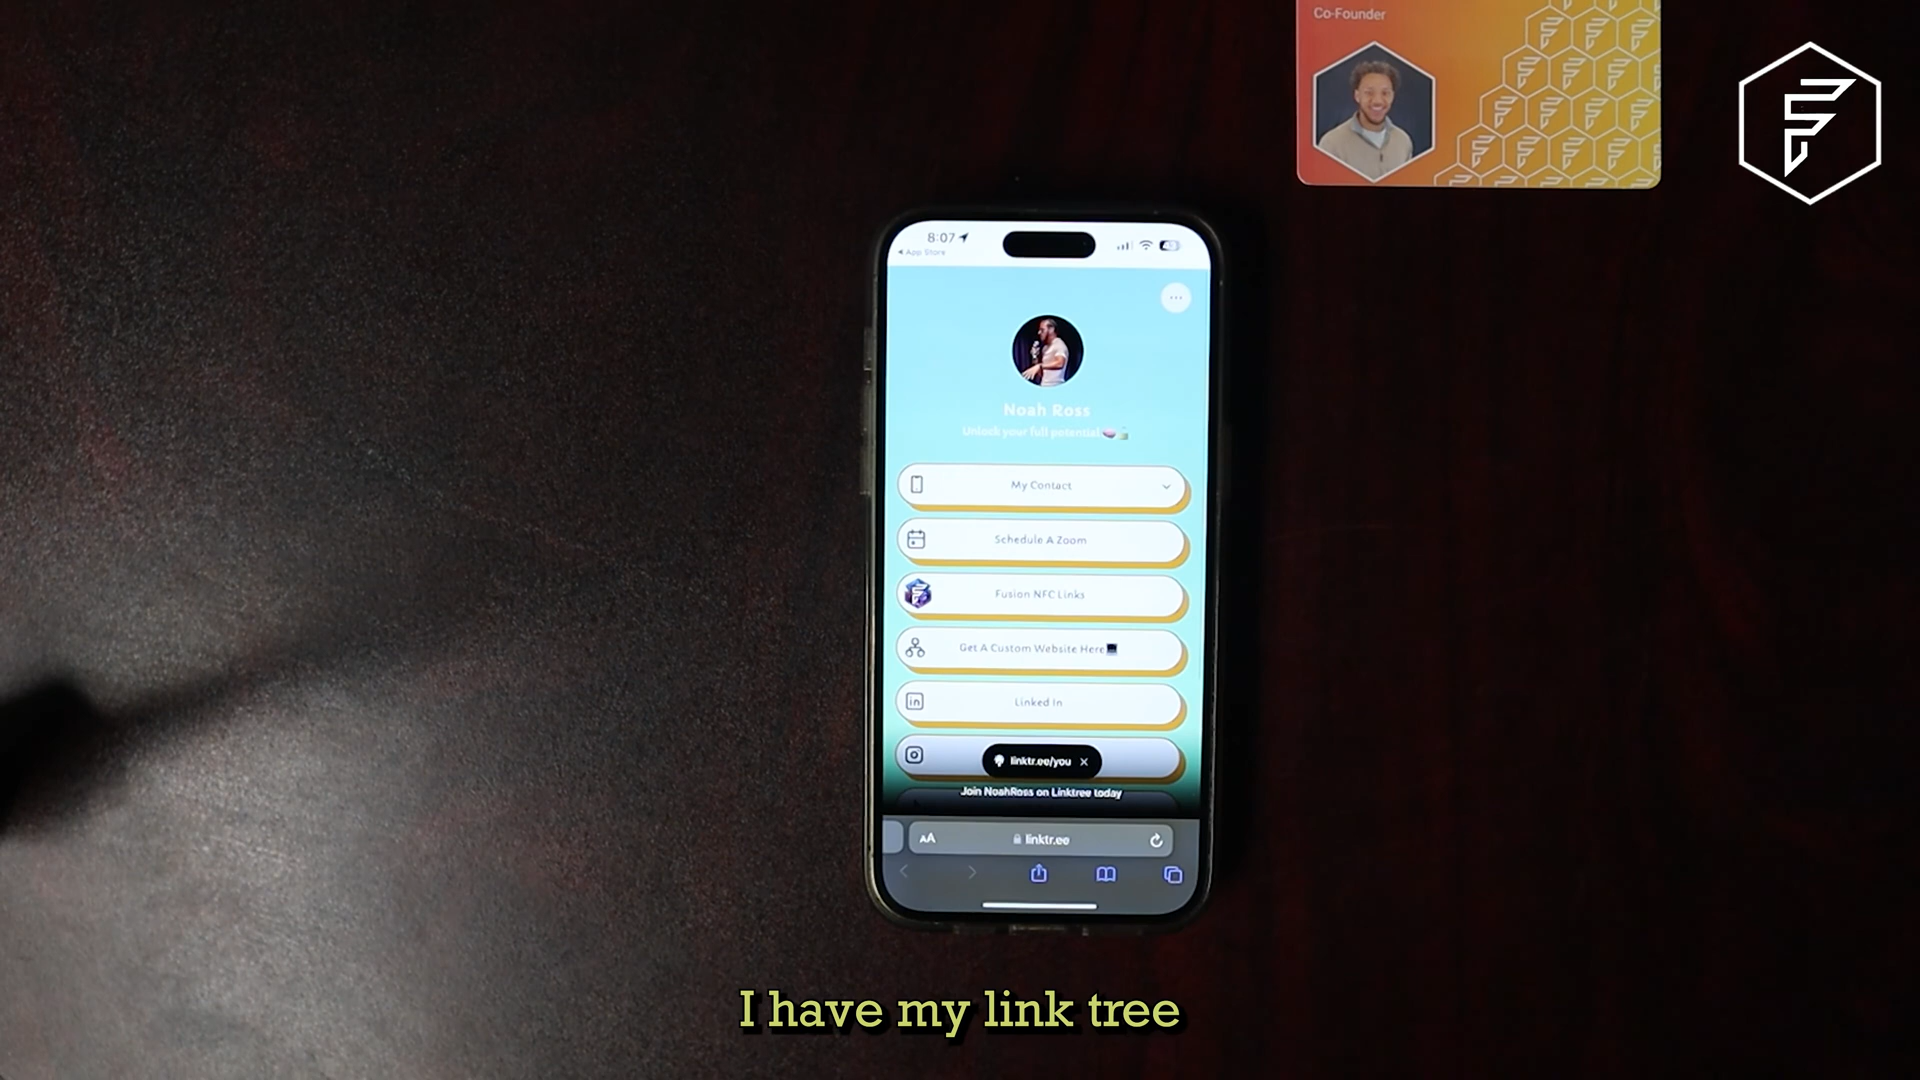 Co-Founder
8:07
App Store
Noah Ross
Unlock your full potential
My Contact
Schedule A Zoom
Fusion NFC Links
Get A Custom Website Here
Linked In
linktr.ee/you
Join NoahRoss on Linktree today
AA
linktr.ee
I have my link tree